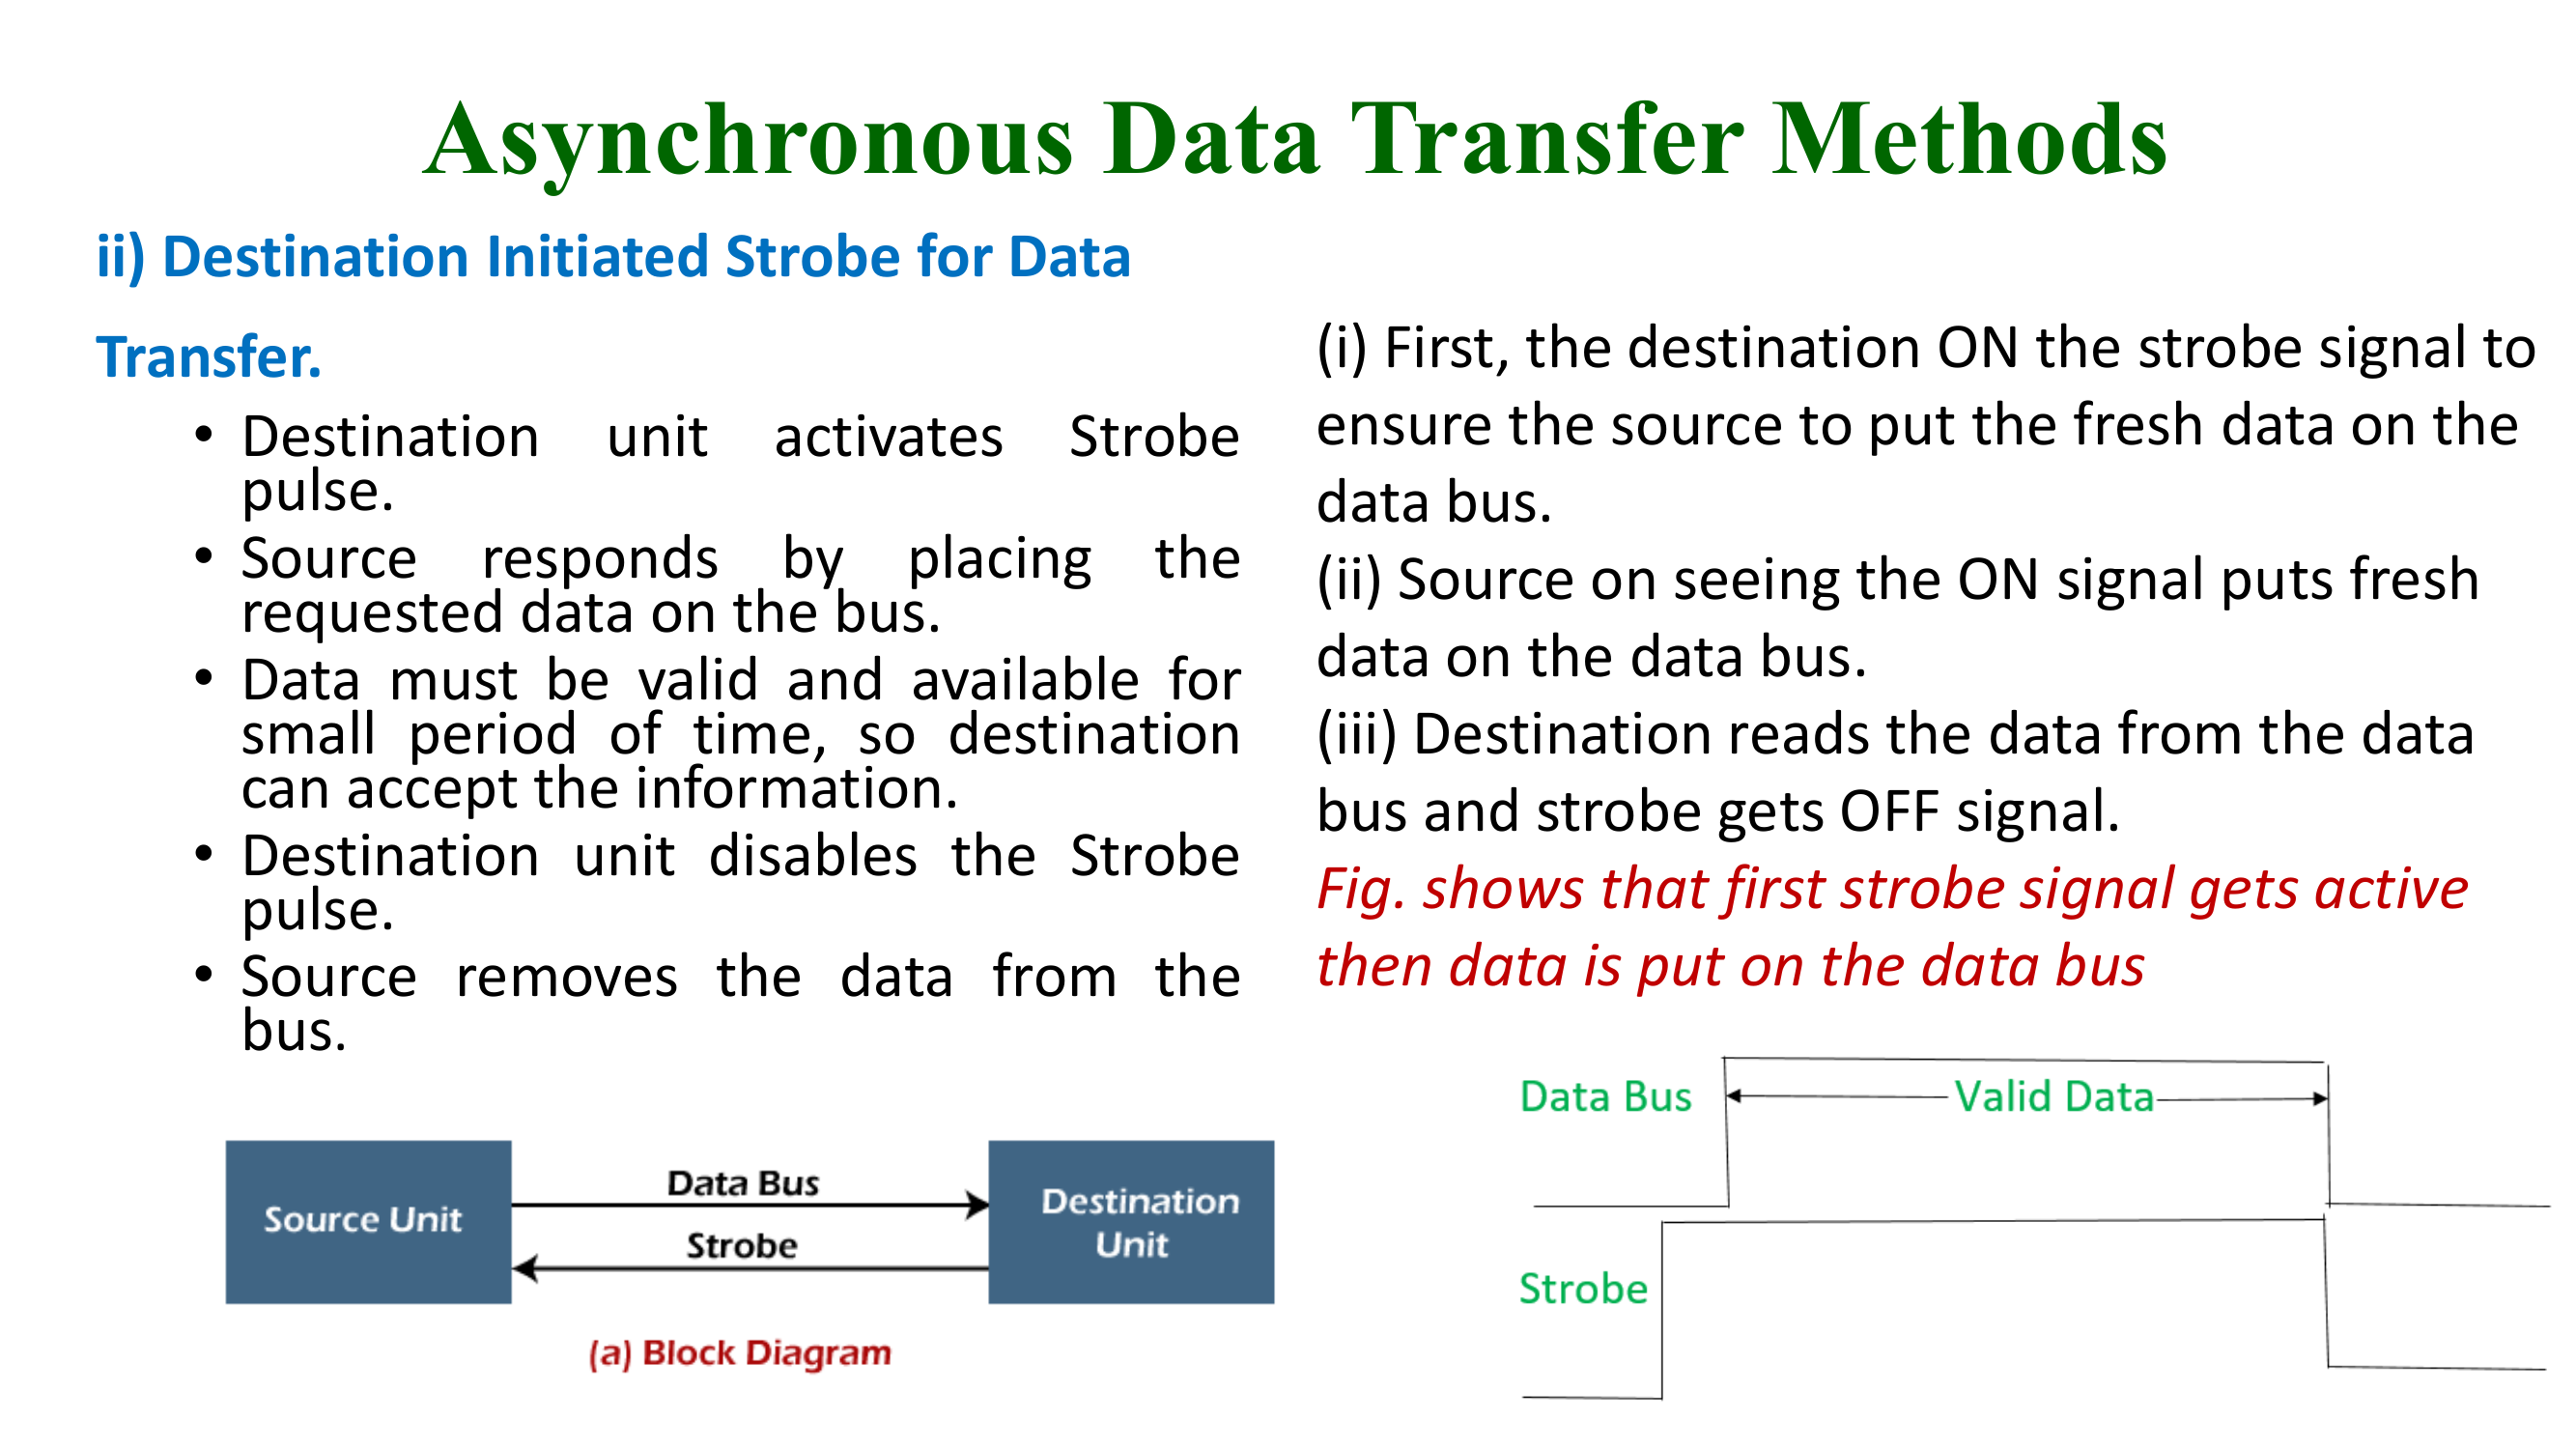 Asynchronous Data Transfer Methods
ii) Destination Initiated Strobe for Data
Transfer.
• Destination unit activates Strobe
pulse.
• Source responds by placing the
requested data on the bus.
• Data must be valid and available for
small period of time, so destination
can accept the information.
• Destination unit disables the Strobe
pulse.
• Source removes the data from the
bus.
(i) First, the destination ON the strobe signal to
ensure the source to put the fresh data on the
data bus.
(ii) Source on seeing the ON signal puts fresh
data on the data bus.
(iii) Destination reads the data from the data
bus and strobe gets OFF signal.
Fig. shows that first strobe signal gets active
then data is put on the data bus
Source Unit
Data Bus
Strobe
Destination
Unit
(a) Block Diagram
Data Bus
Valid Data
Strobe